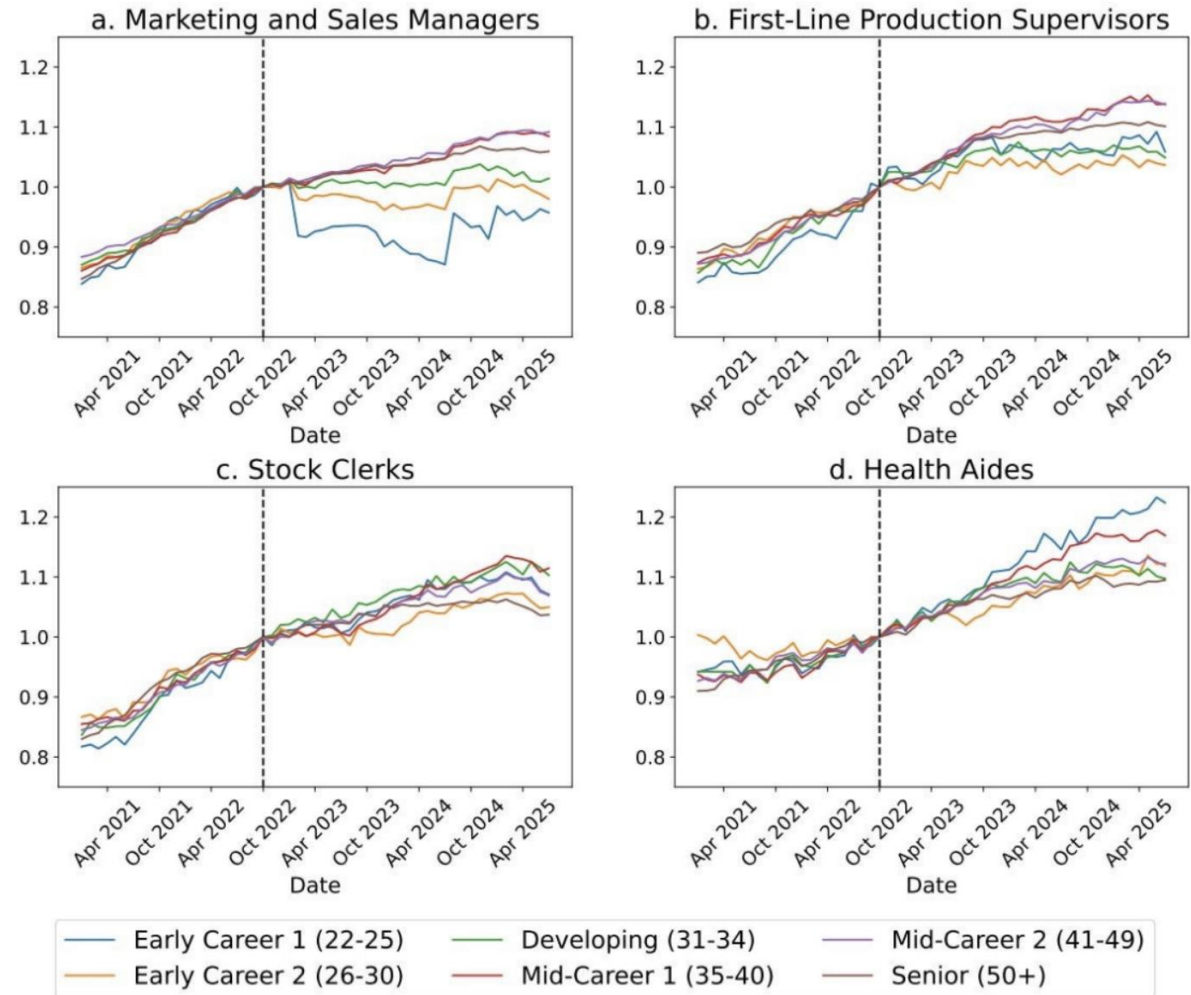 a. Marketing and Sales Managers
1.2
1.1
1.0
0.9
0.8
Apr 2021
Oct 2021
Apr 2022
Oct 2022
Apr 2023
Oct 2023
Apr 2024
Oct 2024
Apr 2025
Date
b. First-Line Production Supervisors
1.2
1.1
1.0
0.9
0.8
Apr 2021
Oct 2021
Apr 2022
Oct 2022
Apr 2023
Oct 2023
Apr 2024
Oct 2024
Apr 2025
Date
c. Stock Clerks
1.2
1.1
1.0
0.9
0.8
Apr 2021
Oct 2021
Apr 2022
Oct 2022
Apr 2023
Oct 2023
Apr 2024
Oct 2024
Apr 2025
Date
d. Health Aides
1.2
1.1
1.0
0.9
0.8
Apr 2021
Oct 2021
Apr 2022
Oct 2022
Apr 2023
Oct 2023
Apr 2024
Oct 2024
Apr 2025
Date
Early Career 1 (22-25)
Early Career 2 (26-30)
Developing (31-34)
Mid-Career 1 (35-40)
Mid-Career 2 (41-49)
Senior (50+)